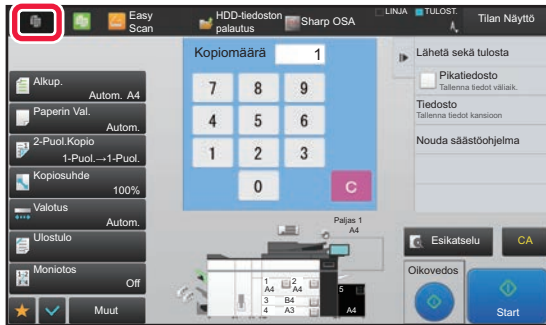 Easy
Scan
HDD-tiedoston
palautus
Sharp OSA
LINJA
TULOST.
Tilan Näyttö
Alkup.
Autom. A4
Paperin Val.
Autom.
2-Puol.Kopio
1-Puol.→1-Puol.
Kopiosuhde
100%
Valotus
Autom.
Ulostulo
Moniotos
Off
Muut
Kopiomäärä 1
7 8 9
4 5 6
1 2 3
0 C
Paljas 1
A4
1 A4
2 A4
3 B4
4 A3
5
A4
Lähetä sekä tulosta
Pikatiedosto
Tallenna tiedot väliaik.
Tiedosto
Tallenna tiedot kansioon
Nouda säästöohjelma
Esikatselu
CA
Oikovedos
Start